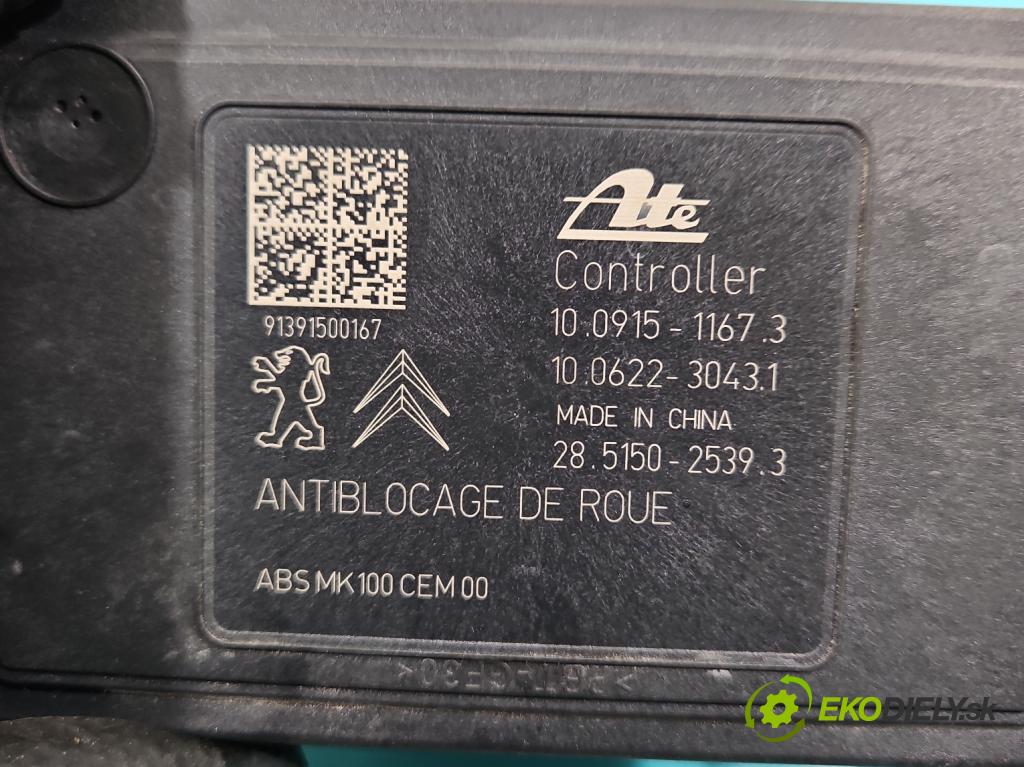 Ate
Controller
91391500167
10.0915-1167.3
10.0622-3043.1
MADE IN CHINA
28.5150-2539.3
ANTIBLOCAGE DE ROUE
ABS MK100 CEM 00
EKODIELY.sk